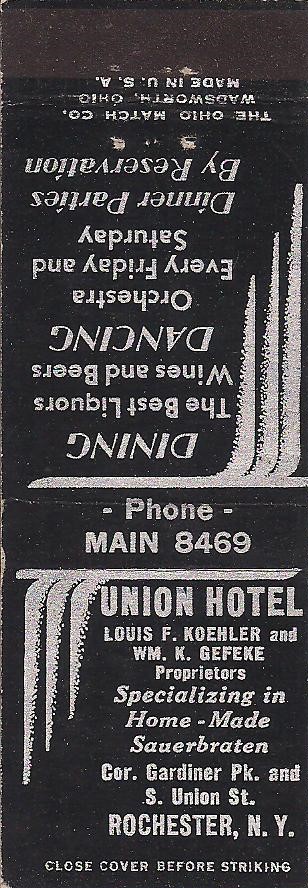 DINING
The Best Liquors
Wines and Beers
DANCING
Orchestra
Every Friday and
Saturday
Dinner Parties
By Reservation
THE OHIO MATCH CO.
WADSWORTH, OHIO,
MADE IN U. S. A.
- Phone -
MAIN 8469
UNION HOTEL
LOUIS F. KOEHLER and
WM. K. GEFEKE
Proprietors
Specializing in
Home-Made
Sauerbraten
Cor. Gardiner Pk. and
S. Union St.
ROCHESTER, N. Y.
CLOSE COVER BEFORE STRIKING